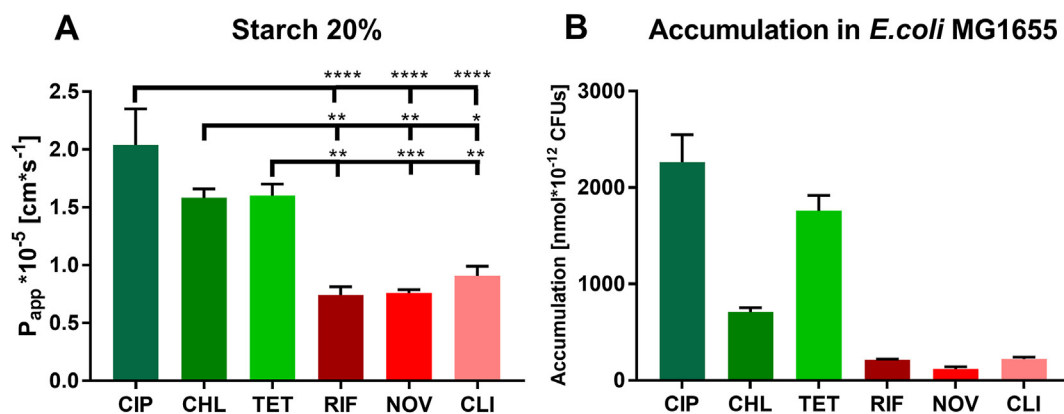 A Starch 20%
**** **** ****
** ** *
** *** **
2.5
2.0
1.5
1.0
0.5
0.0
Papp *10-5 [cm*s-1]
CIP CHL TET RIF NOV CLI
B Accumulation in E.coli MG1655
3000
2000
1000
0
Accumulation [nmol*10-12 CFUs]
CIP CHL TET RIF NOV CLI